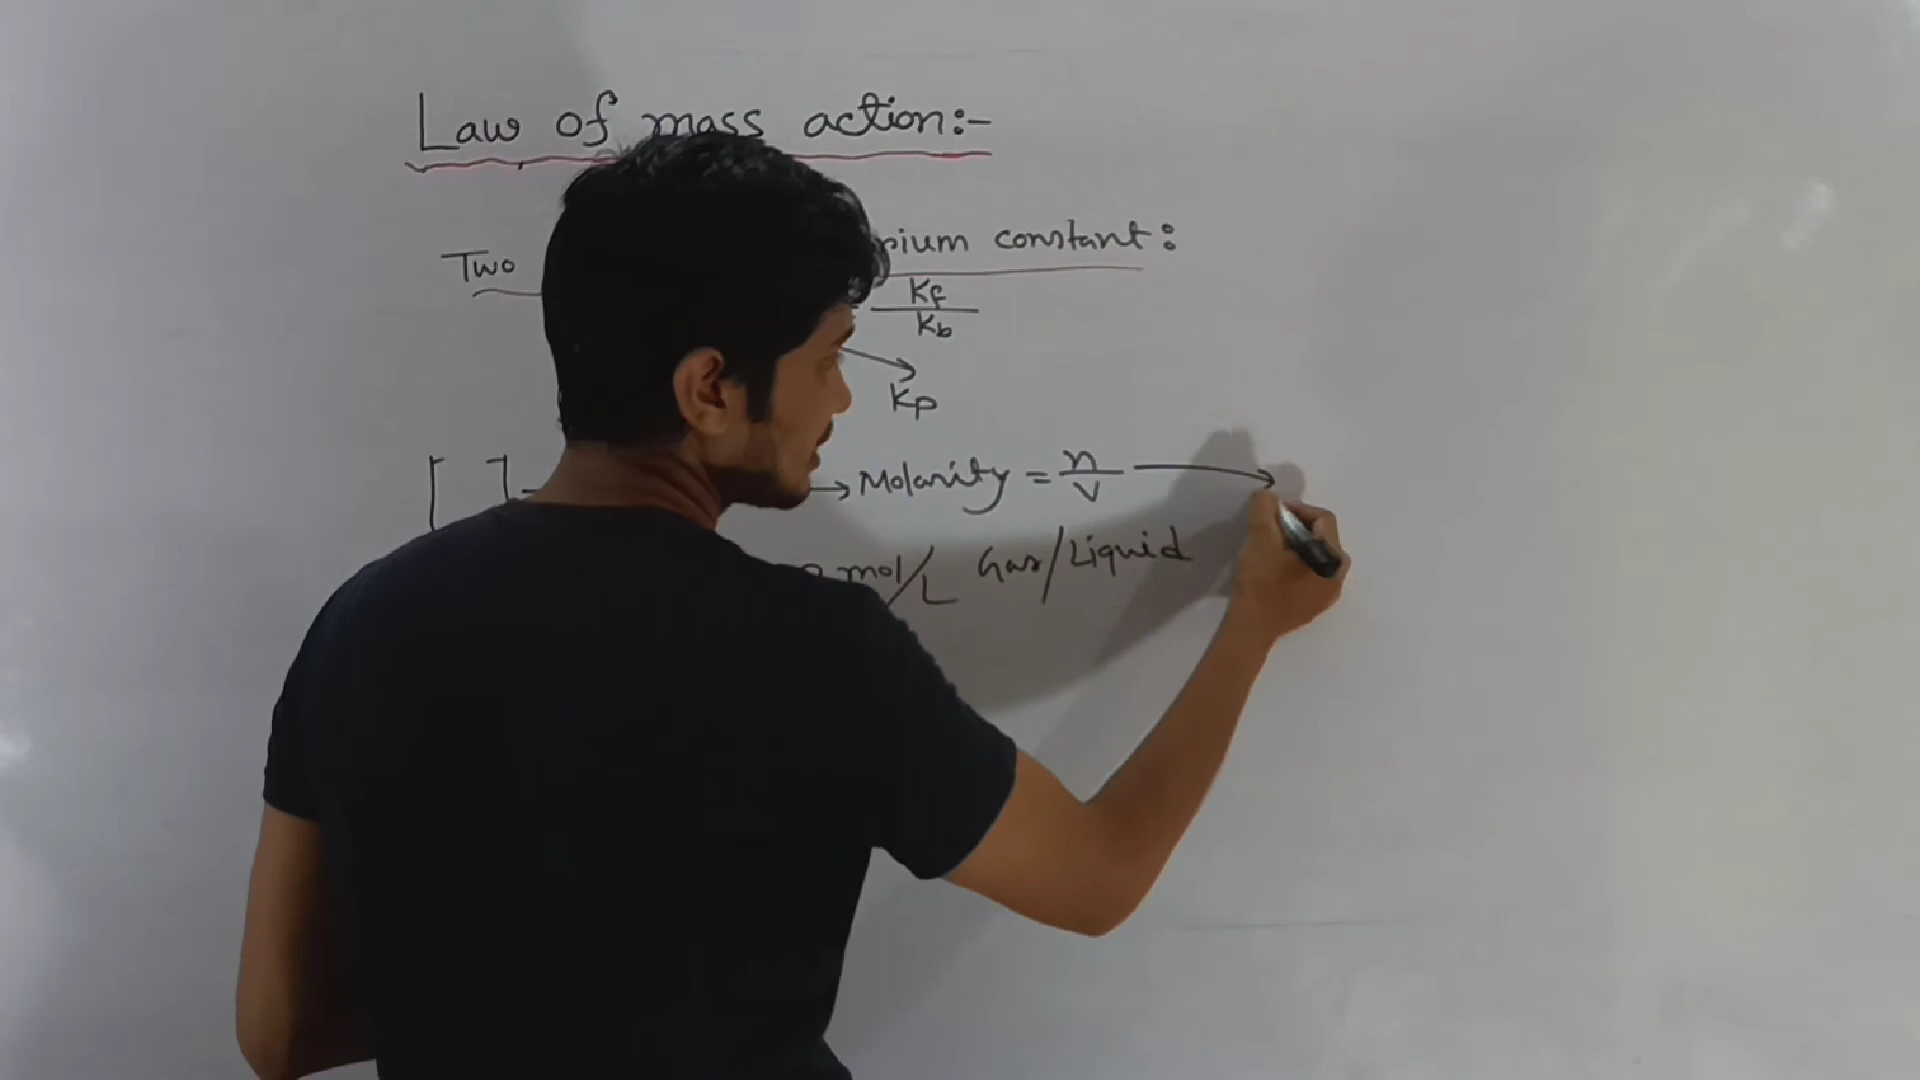 Law of mass action:-
Two rium constant:
Kf
Kb
Kp
[ ] → Molarity = n/V →
mol/L Gas/Liquid